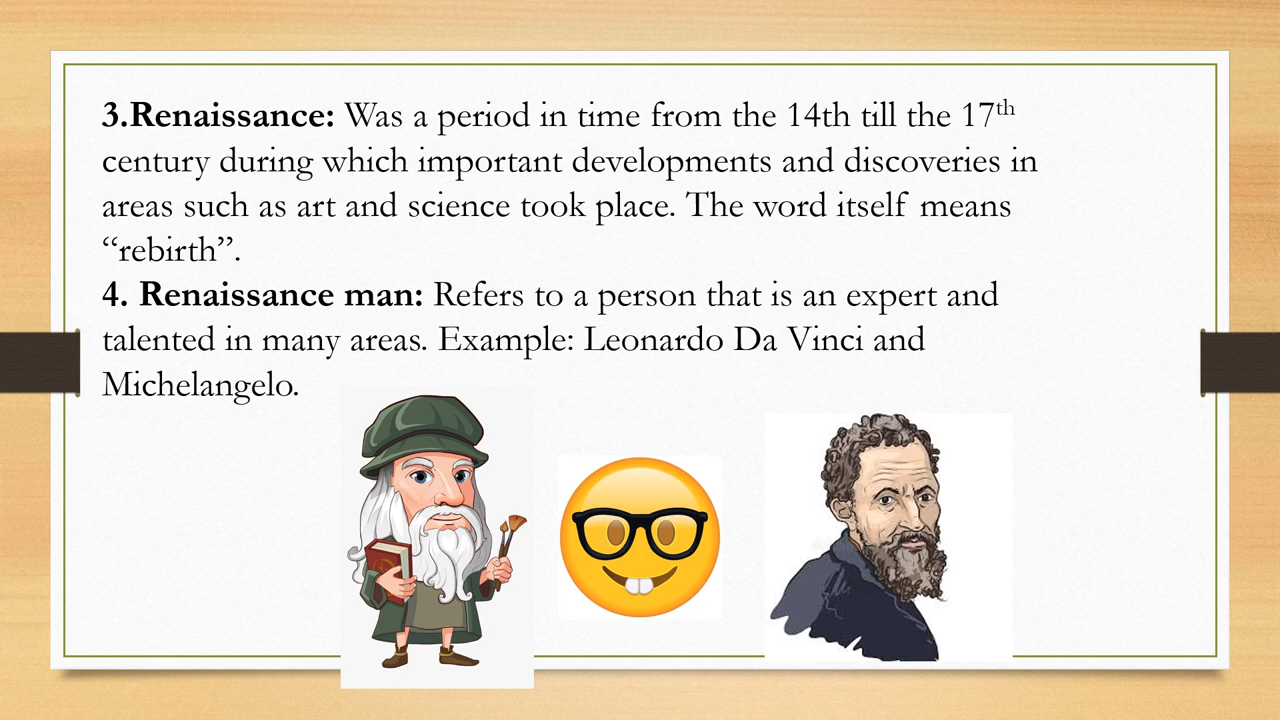 3.Renaissance: Was a period in time from the 14th till the 17th
century during which important developments and discoveries in
areas such as art and science took place. The word itself means
“rebirth”.
4. Renaissance man: Refers to a person that is an expert and
talented in many areas. Example: Leonardo Da Vinci and
Michelangelo.